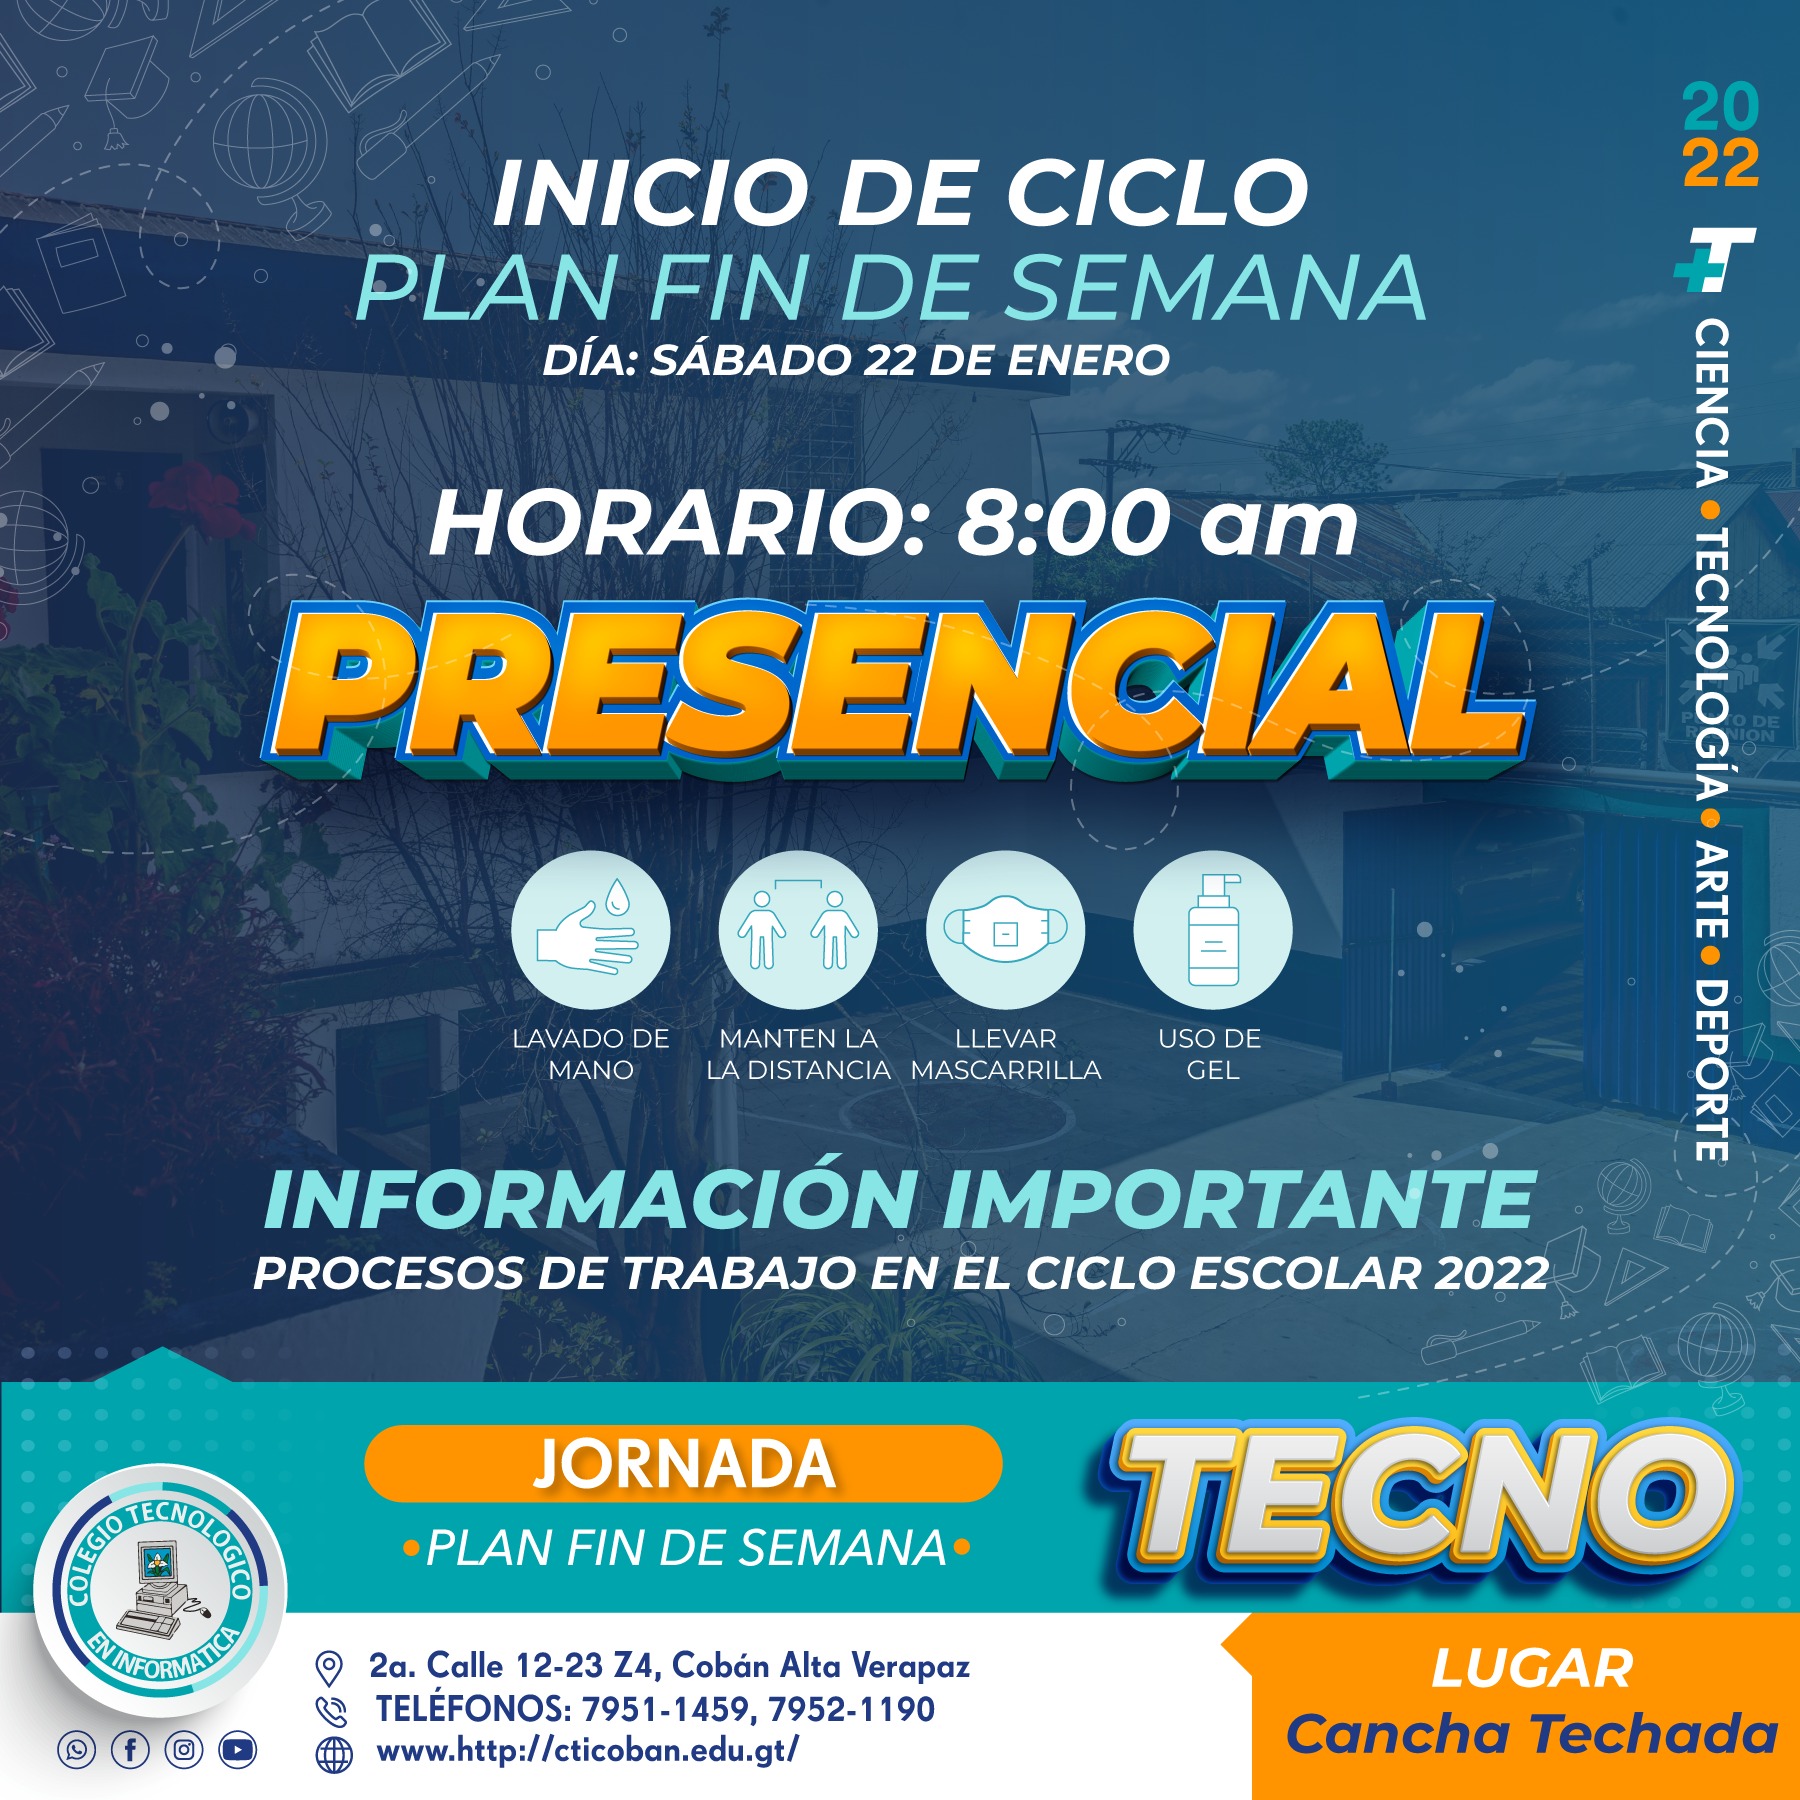 20
22
INICIO DE CICLO
PLAN FIN DE SEMANA
DÍA: SÁBADO 22 DE ENERO
HORARIO: 8:00 am
PRESENCIAL
LAVADO DE
MANO
MANTEN LA
LA DISTANCIA
LLEVAR
MASCARRILLA
USO DE
GEL
+T CIENCIA • TECNOLOGÍA • ARTE • DEPORTE
PUNTO DE
REUNION
INFORMACIÓN IMPORTANTE
PROCESOS DE TRABAJO EN EL CICLO ESCOLAR 2022
JORNADA
•PLAN FIN DE SEMANA•
TECNO
COLEGIO TECNOLOGICO
EN INFORMATICA
2a. Calle 12-23 Z4, Cobán Alta Verapaz
TELÉFONOS: 7951-1459, 7952-1190
www.http://cticoban.edu.gt/
LUGAR
Cancha Techada